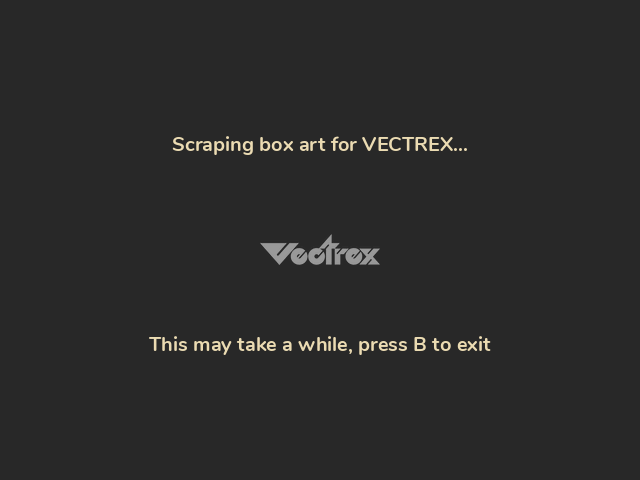 Scraping box art for VECTREX...
Vectrex
This may take a while, press B to exit